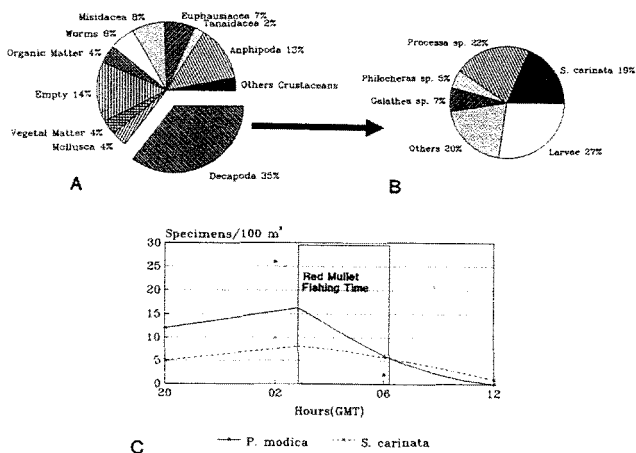 Misidacea 8%
Euphausiacea 7%
Tanaidacea 2%
Worms 6%
Organic Matter 4%
Anphipoda 13%
Others Crustaceans
Empty 14%
Vegetal Matter 4%
Mollusca 4%
Decapoda 35%
A
Processa sp. 22%
S. carinata 19%
Philocheras sp. 5%
Galathea sp. 7%
Others 20%
Larvae 27%
B
Specimens/100 m³
30
25
20
15
10
5
0
Red Mullet
Fishing Time
20
02
06
12
Hours(GMT)
C
P. modica
S. carinata